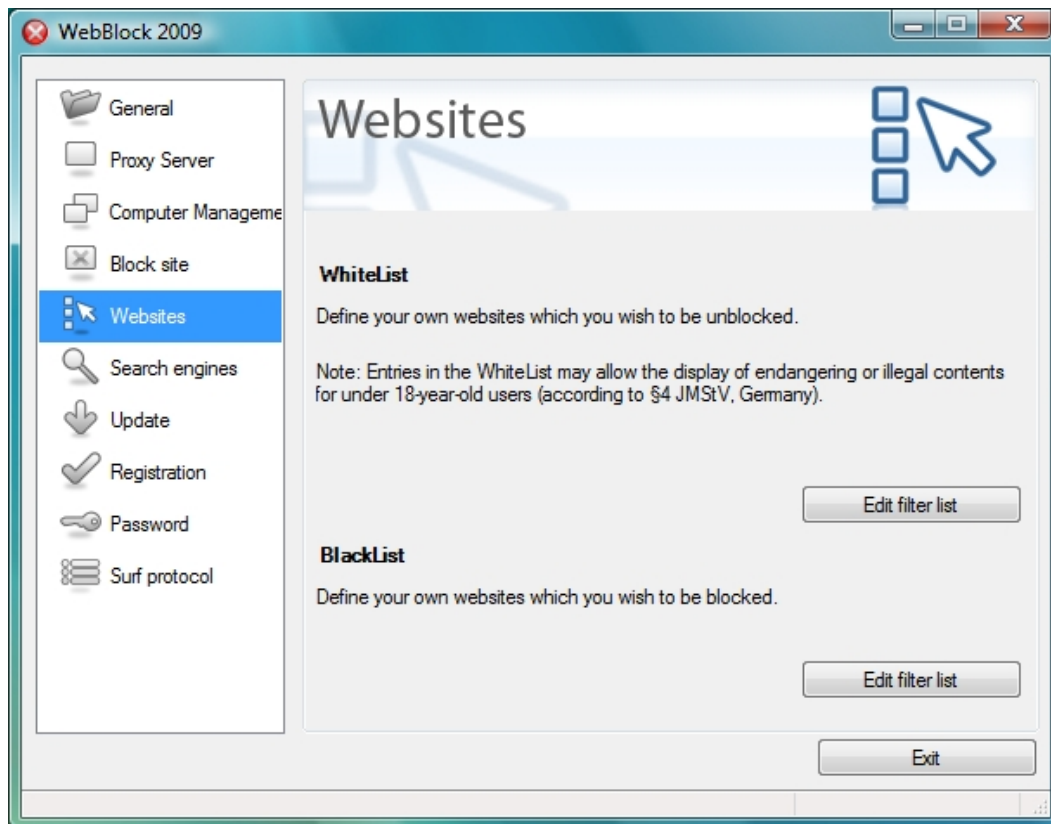 WebBlock 2009
General
Proxy Server
Computer Manageme
Block site
Websites
Search engines
Update
Registration
Password
Surf protocol
Websites
WhiteList
Define your own websites which you wish to be unblocked.
Note: Entries in the WhiteList may allow the display of endangering or illegal contents
for under 18-year-old users (according to §4 JMStV, Germany).
Edit filter list
BlackList
Define your own websites which you wish to be blocked.
Edit filter list
Exit